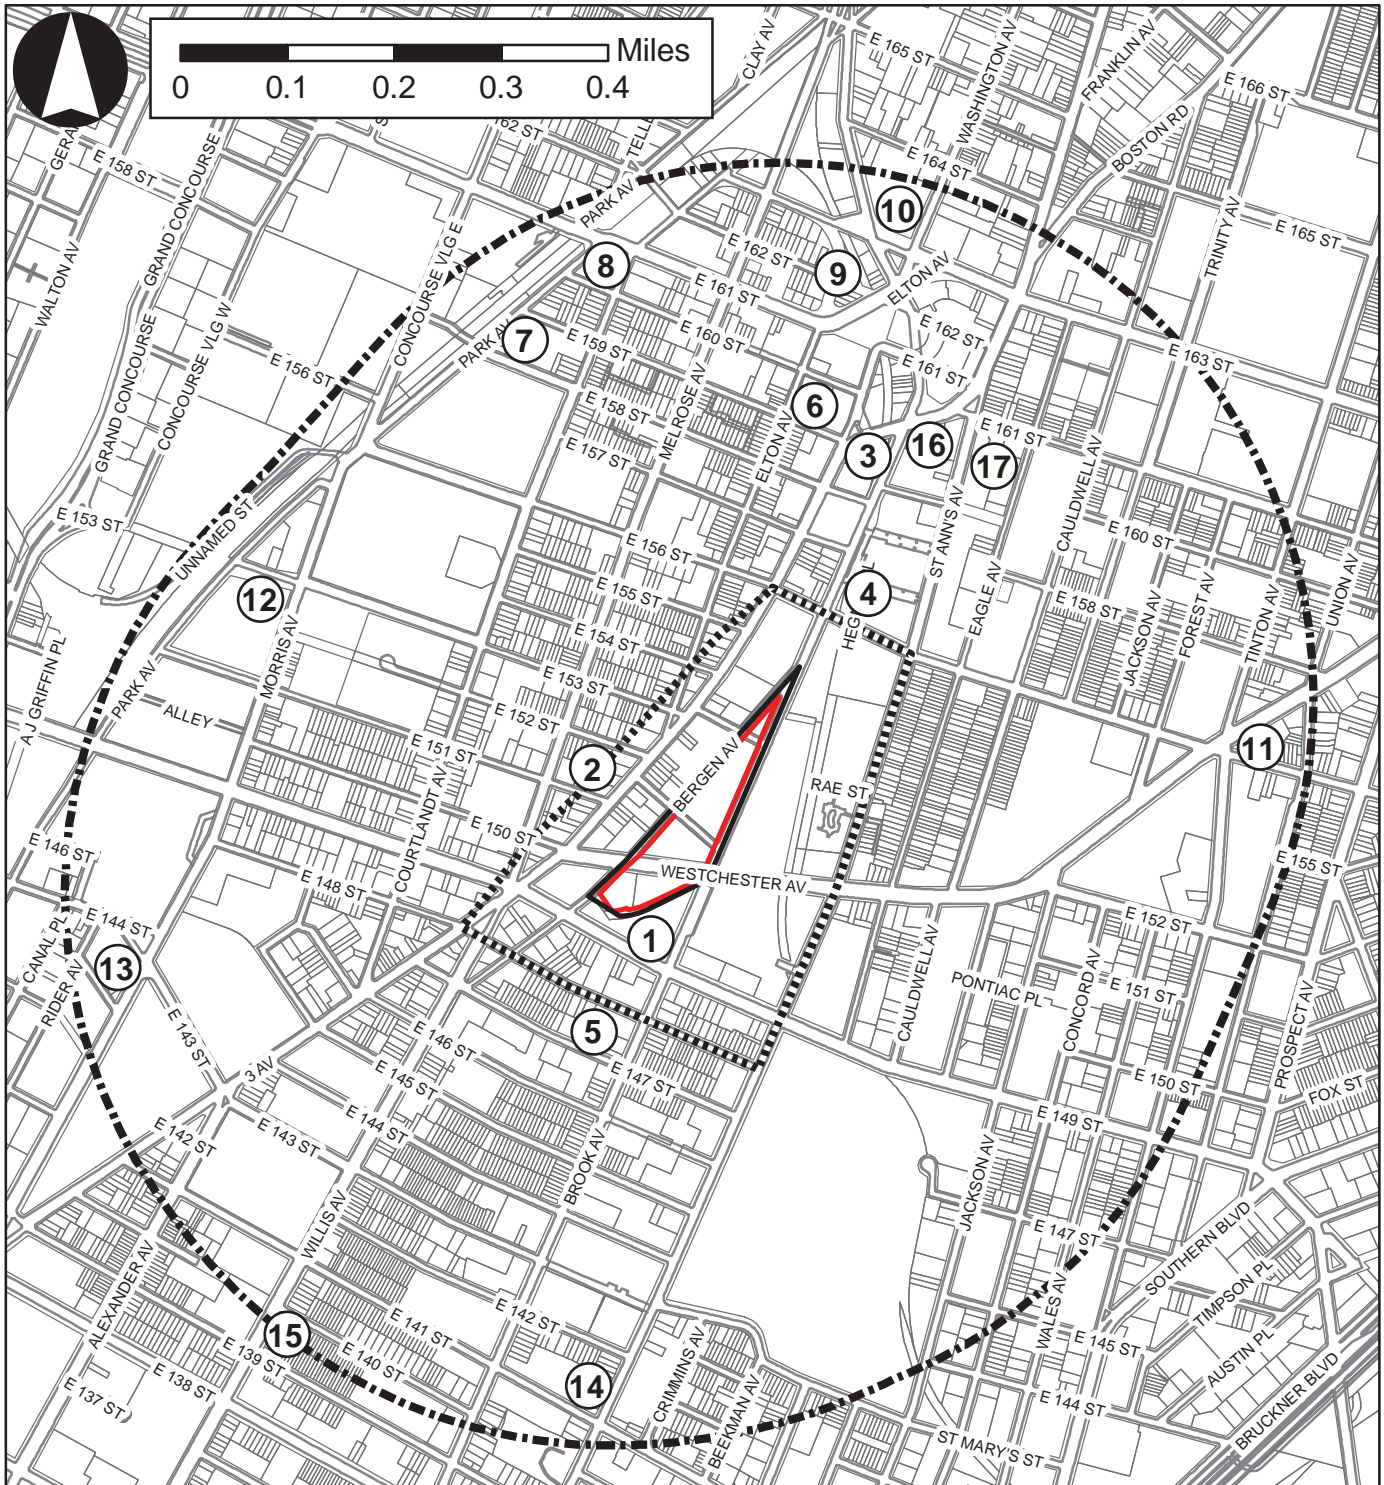 Miles
0 0.1 0.2 0.3 0.4
CLAY AV
E 165 ST
WASHINGTON AV
FRANKLIN AV
E 166 ST
BOSTON RD
E 158 ST
GRAND CONCOURSE
E 164 ST
10
PARK AV
TRINITY AV
E 165 ST
WALTON AV
CONCOURSE VLG E
8
E 162 ST
9
ELTON AV
E 161 ST
GRAND CONCOURSE
CONCOURSE VLG W
7
PARK AV
E 160 ST
E 162 ST
E 159 ST
E 163 ST
E 156 ST
E 161 ST
MELROSE AV
6
E 158 ST
ELTON AV
E 157 ST
3
16
E 161 ST
17
CAULDWELL AV
E 153 ST
UNNAMED ST
E 156 ST
E 160 ST
ST ANN'S AV
12
E 155 ST
4
EAGLE AV
E 158 ST
JACKSON AV
FOREST AV
TINTON AV
UNION AV
E 154 ST
MORRIS AV
A J GRIFFIN PL
PARK AV
E 153 ST
ALLEY
E 152 ST
E 151 ST
2
BERGEN AV
11
RAE ST
COURTLANDT AV
E 150 ST
E 146 ST
E 148 ST
WESTCHESTER AV
E 155 ST
E 144 ST
CANAL PL
1
E 152 ST
13
RIDER AV
CAULDWELL AV
PONTIAC PL
CONCORD AV
E 151 ST
E 143 ST
5
E 146 ST
PROSPECT AV
3 AV
E 145 ST
E 147 ST
E 150 ST
FOX ST
E 142 ST
E 143 ST
E 144 ST
E 149 ST
BROOK AV
JACKSON AV
WILLIS AV
E 147 ST
SOUTHERN BLVD
ALEXANDER AV
TIMPSON PL
15
E 141 ST
E 142 ST
WALES AV
E 145 ST
E 139 ST
E 140 ST
14
CRIMMINS AV
AUSTIN PL
E 138 ST
E 137 ST
BEEKMAN AV
E 144 ST
BRUCKNER BLVD
ST MARY'S ST